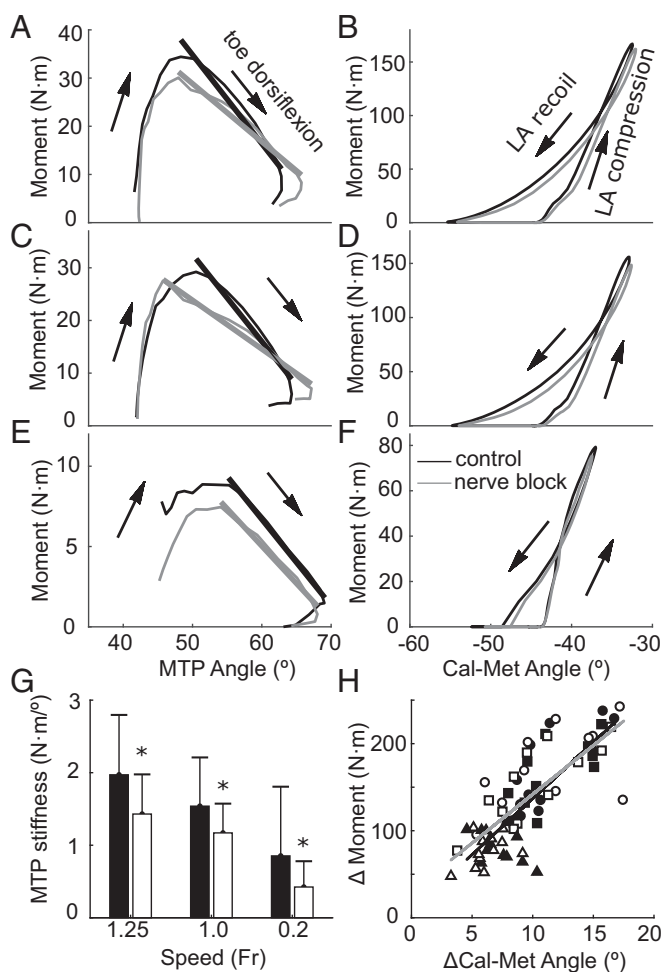 A
B
40
30
20
10
0
Moment (N·m)
toe dorsiflexion
150
100
50
0
Moment (N·m)
LA recoil
LA compression
C
D
30
20
10
0
Moment (N·m)
150
100
50
0
Moment (N·m)
E
F
10
5
0
Moment (N·m)
40 50 60 70
MTP Angle (º)
80
60
40
20
0
Moment (N·m)
control
nerve block
-60 -50 -40 -30
Cal-Met Angle (º)
G
H
3
2
1
0
MTP stiffness (N·m/º)
* * *
1.25 1.0 0.2
Speed (Fr)
200
100
0
Δ Moment (N·m)
0 5 10 15 20
ΔCal-Met Angle (º)